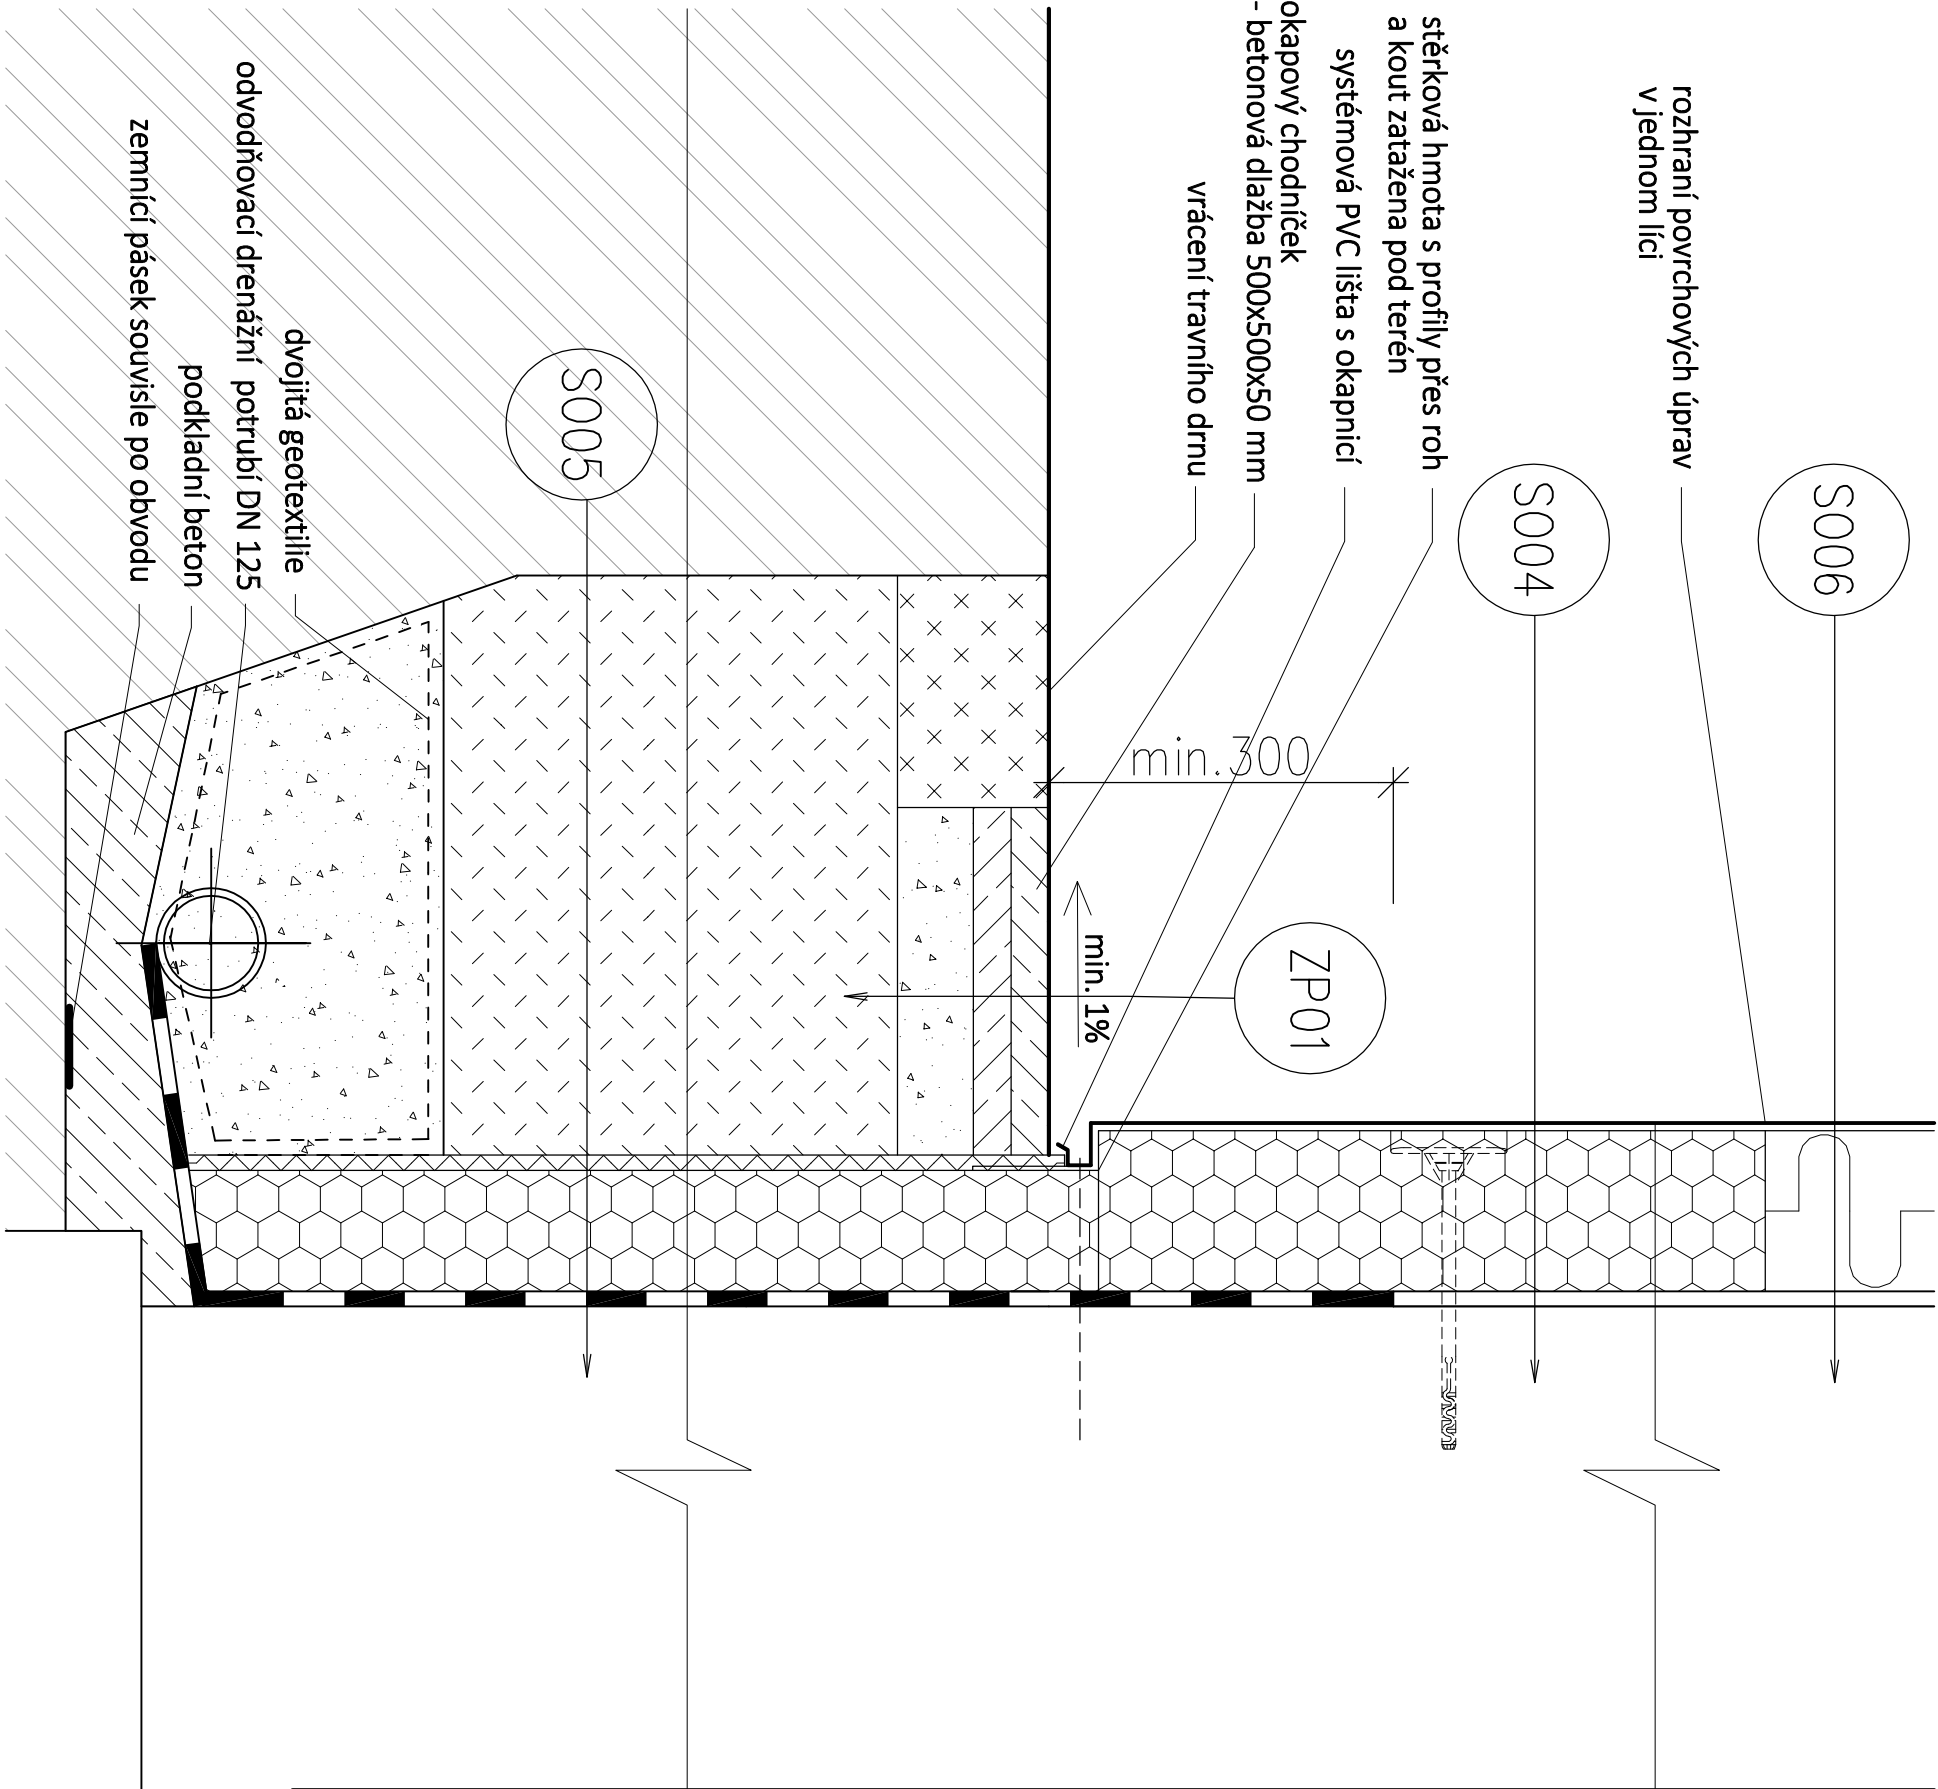 rozhraní povrchových úprav
v jednom líci
S006
S004
stěrková hmota s profily přes roh
a kout zatažena pod terén
systémová PVC lišta s okapnicí
okapový chodníček
- betonová dlažba 500x500x50 mm
vrácení travního drnu
min.300
ZP01
min. 1%
S005
dvojitá geotextilie
odvodňovací drenážní potrubí DN 125
podkladní beton
zemnící pásek souvisle po obvodu